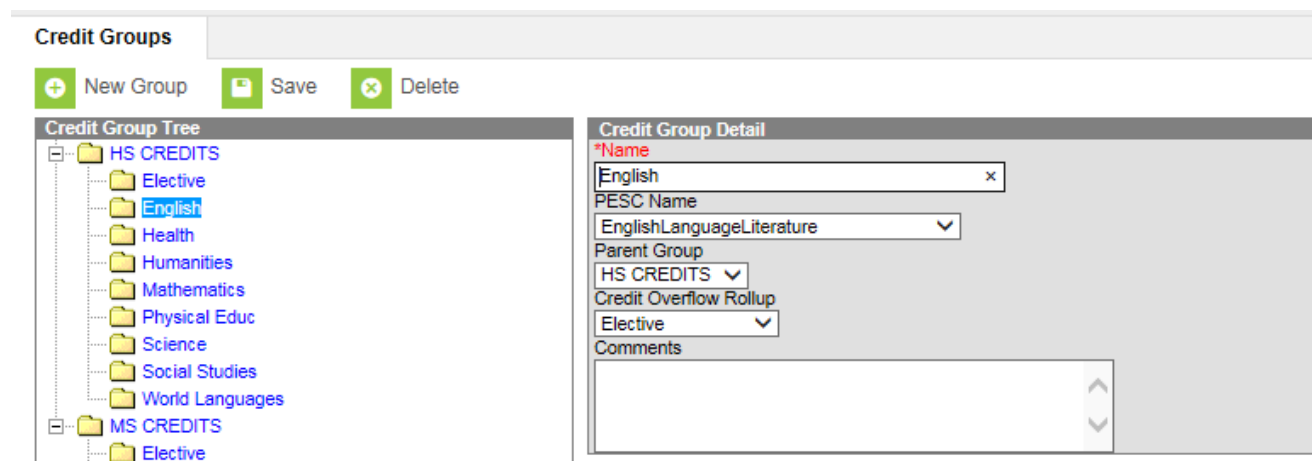 Credit Groups
New Group Save Delete
Credit Group Tree
HS CREDITS
Elective
English
Health
Humanities
Mathematics
Physical Educ
Science
Social Studies
World Languages
MS CREDITS
Elective
Credit Group Detail
*Name
English
PESC Name
EnglishLanguageLiterature
Parent Group
HS CREDITS
Credit Overflow Rollup
Elective
Comments